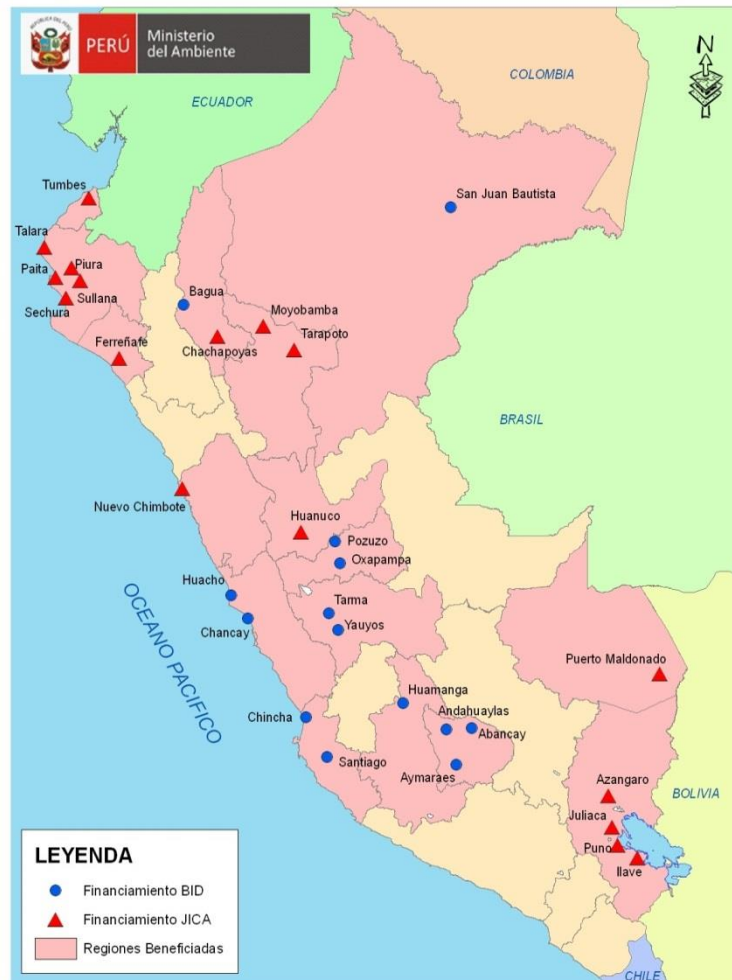 PERÚ
Ministerio
del Ambiente
N
COLOMBIA
ECUADOR
Tumbes
San Juan Bautista
Talara
Paita
Piura
Sullana
Sechura
Bagua
Moyobamba
Ferreñafe
Chachapoyas
Tarapoto
BRASIL
Nuevo Chimbote
Huanuco
Pozuzo
Oxapampa
Huacho
Tarma
Chancay
Yauyos
OCEANO PACIFICO
Puerto Maldonado
Huamanga
Andahuaylas
Chincha
Abancay
Santiago
Aymaraes
Azangaro
BOLIVIA
Juliaca
Puno
Ilave
LEYENDA
Financiamiento BID
Financiamiento JICA
Regiones Beneficiadas
CHILE